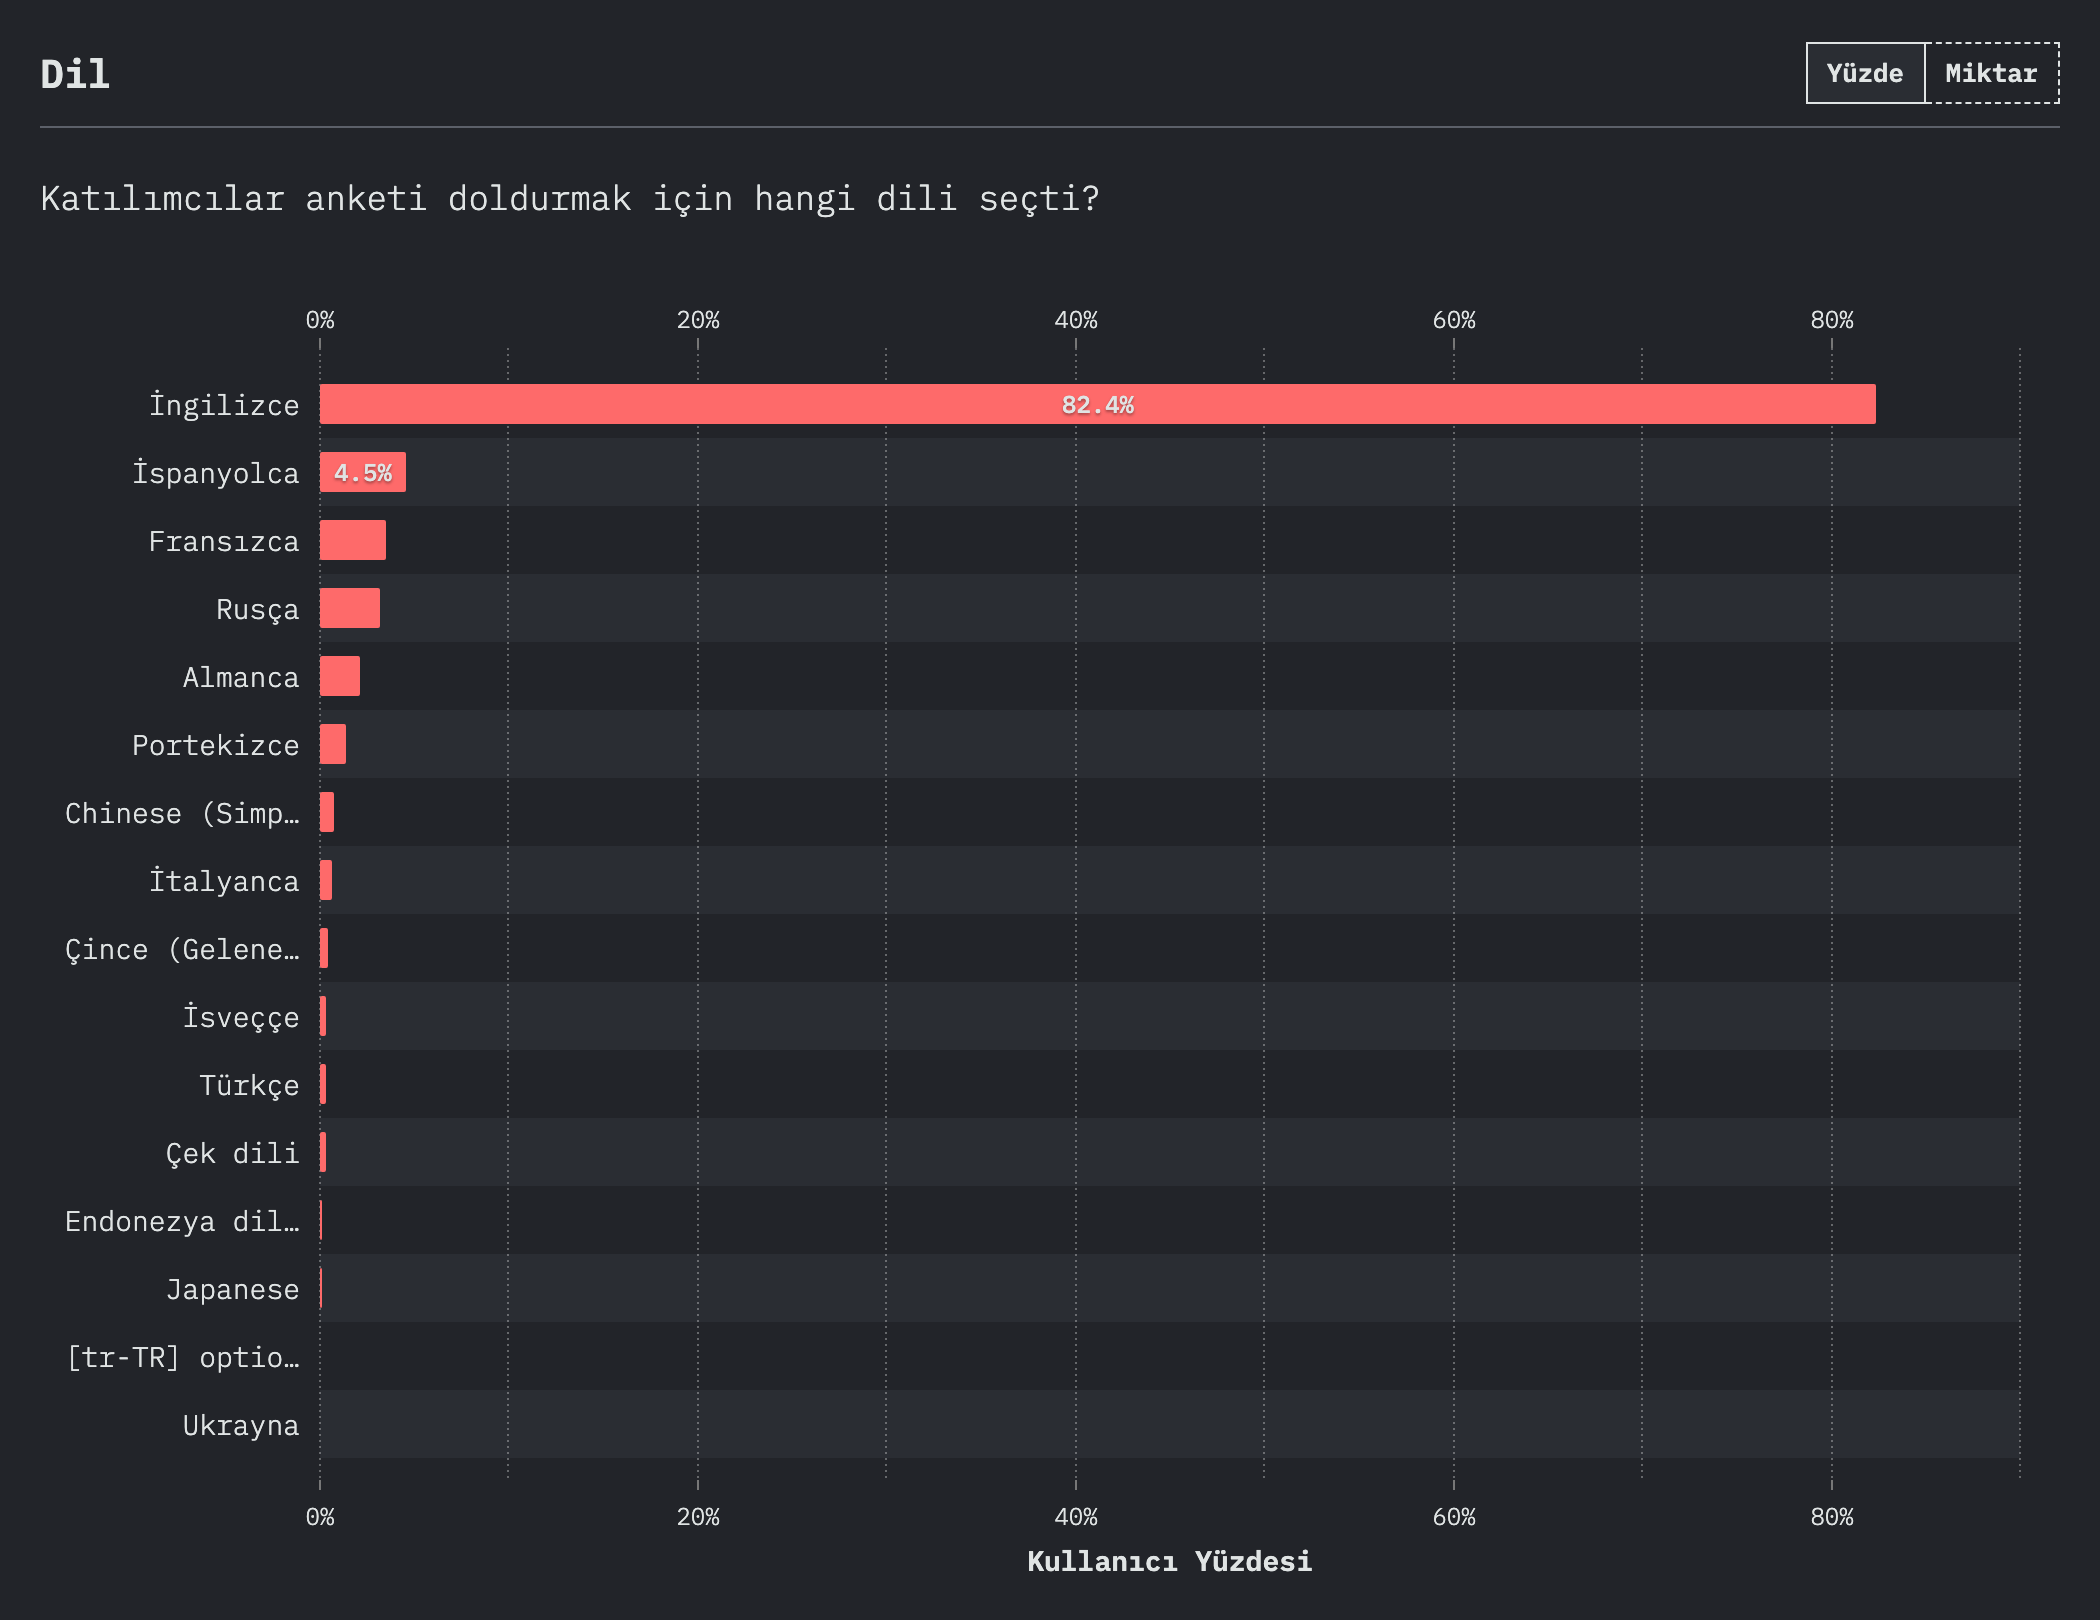 Dil
Yüzde Miktar
Katılımcılar anketi doldurmak için hangi dili seçti?
0% 20% 40% 60% 80%
İngilizce 82.4%
İspanyolca 4.5%
Fransızca
Rusça
Almanca
Portekizce
Chinese (Simp…
İtalyanca
Çince (Gelene…
İsveççe
Türkçe
Çek dili
Endonezya dil…
Japanese
[tr-TR] optio…
Ukrayna
0% 20% 40% 60% 80%
Kullanıcı Yüzdesi